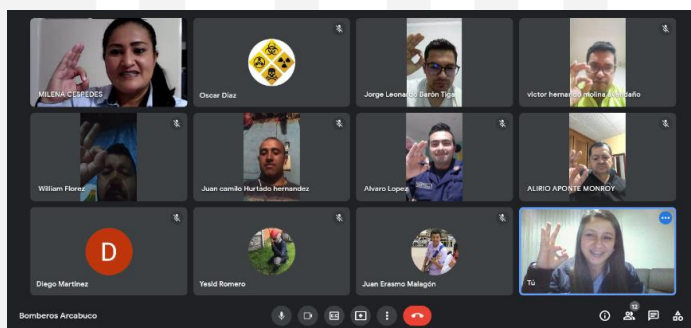 MILENA CESPEDES
Oscar Díaz
Jorge Leonardo Barón Tiga
victor hernando molina avendaño
William Florez
Juan camilo Hurtado hernandez
Alvaro Lopez
ALIRIO APONTE MONROY
D
Diego Martinez
Yesid Romero
Juan Erasmo Malagón
Tú
Bomberos Arcabuco
12